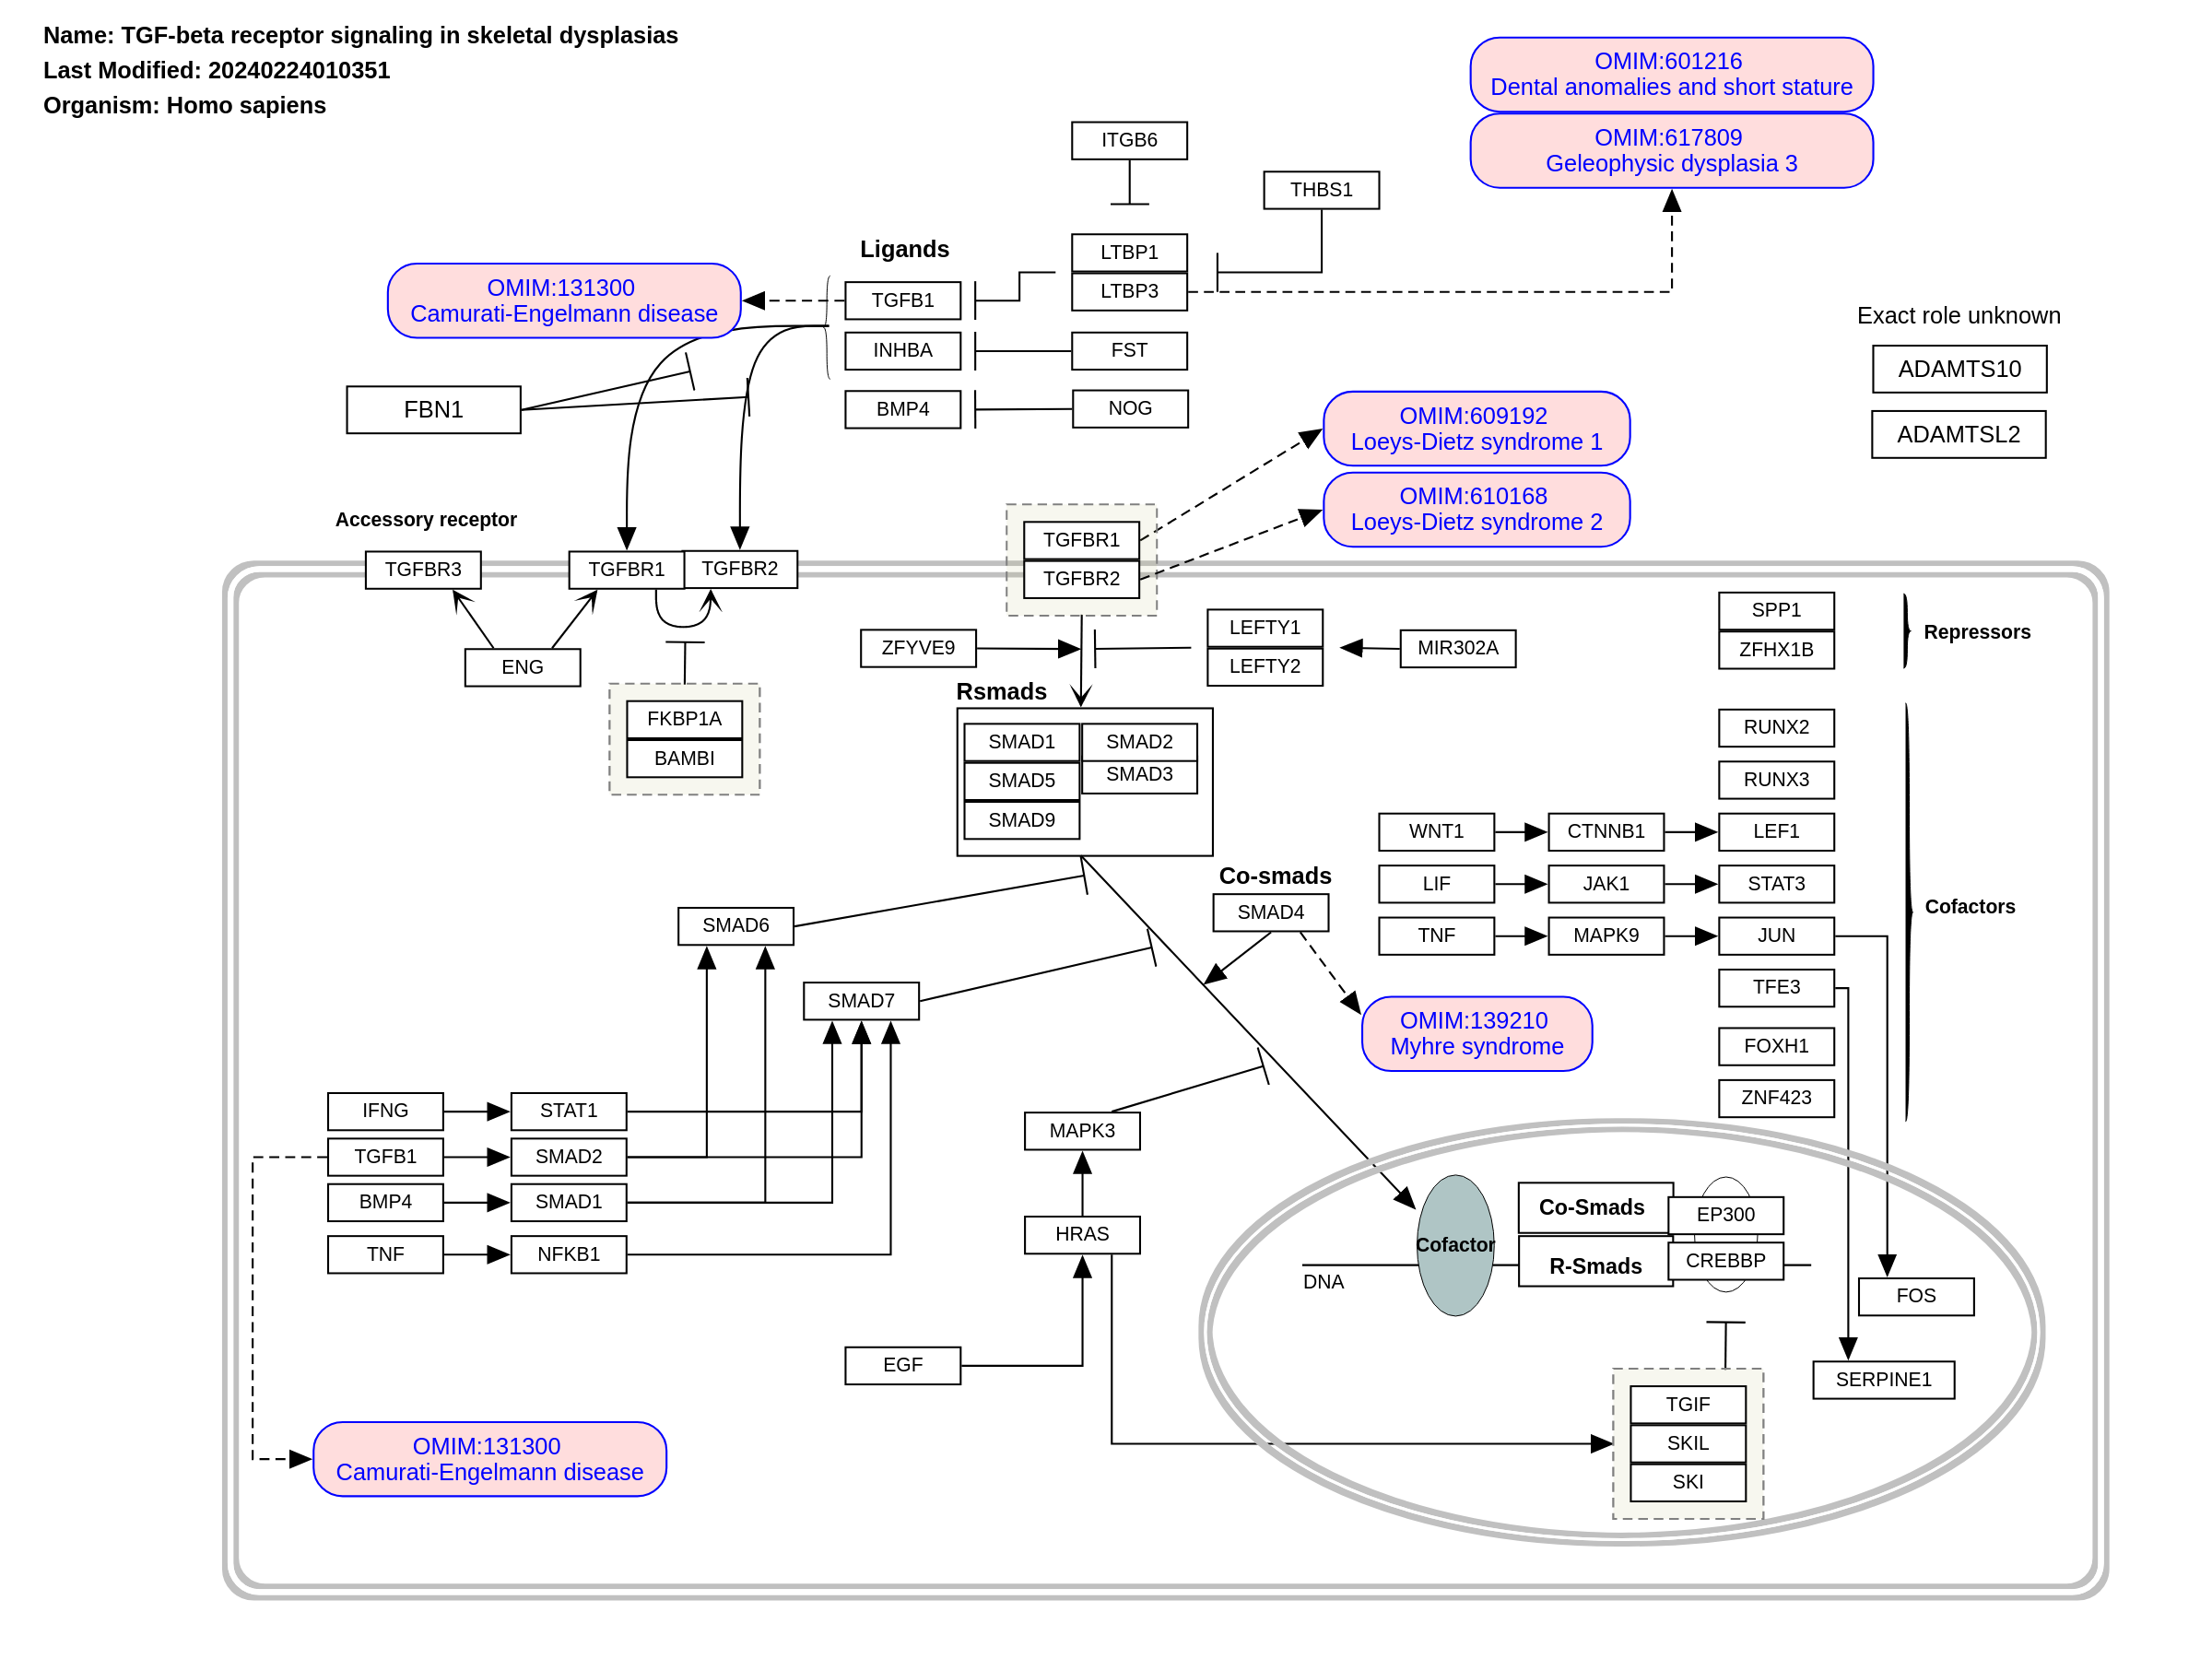 Name: TGF-beta receptor signaling in skeletal dysplasias
Last Modified: 20240224010351
Organism: Homo sapiens
OMIM:601216
Dental anomalies and short stature
OMIM:617809
Geleophysic dysplasia 3
ITGB6
THBS1
Ligands
LTBP1
LTBP3
OMIM:131300
Camurati-Engelmann disease
TGFB1
INHBA
FST
BMP4
NOG
FBN1
Exact role unknown
ADAMTS10
ADAMTSL2
OMIM:609192
Loeys-Dietz syndrome 1
OMIM:610168
Loeys-Dietz syndrome 2
Accessory receptor
TGFBR3
TGFBR1
TGFBR2
TGFBR1
TGFBR2
ENG
ZFYVE9
LEFTY1
LEFTY2
MIR302A
SPP1
ZFHX1B
Repressors
FKBP1A
BAMBI
Rsmads
SMAD1
SMAD2
SMAD5
SMAD3
SMAD9
RUNX2
RUNX3
WNT1
CTNNB1
LEF1
LIF
JAK1
STAT3
TNF
MAPK9
JUN
TFE3
FOXH1
ZNF423
Cofactors
Co-smads
SMAD4
OMIM:139210
Myhre syndrome
SMAD6
SMAD7
IFNG
STAT1
TGFB1
SMAD2
BMP4
SMAD1
TNF
NFKB1
MAPK3
HRAS
EGF
Cofactor
DNA
Co-Smads
R-Smads
EP300
CREBBP
FOS
SERPINE1
TGIF
SKIL
SKI
OMIM:131300
Camurati-Engelmann disease